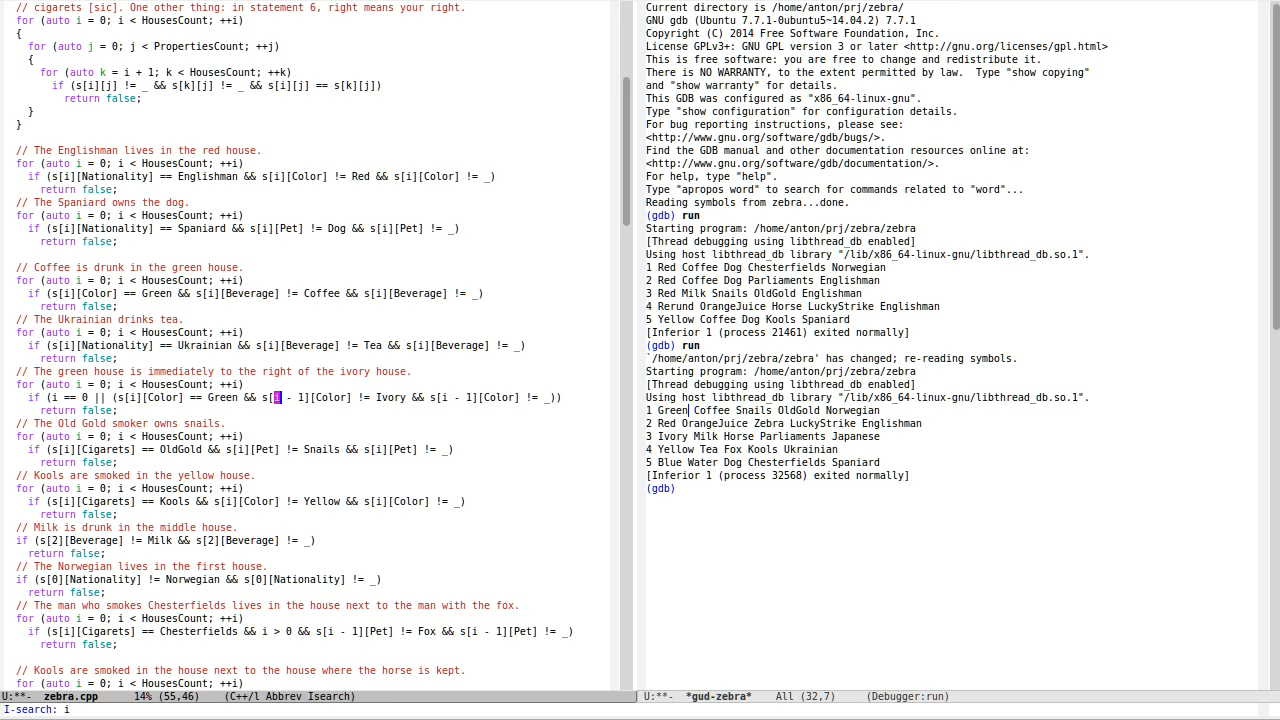 // cigarets [sic]. One other thing: in statement 6, right means your right.
for (auto i = 0; i < HousesCount; ++i)
{
for (auto j = 0; j < PropertiesCount; ++j)
{
for (auto k = i + 1; k < HousesCount; ++k)
if (s[i][j] != _ && s[k][j] != _ && s[i][j] == s[k][j])
return false;
}
}
// The Englishman lives in the red house.
for (auto i = 0; i < HousesCount; ++i)
if (s[i][Nationality] == Englishman && s[i][Color] != Red && s[i][Color] != _)
return false;
// The Spaniard owns the dog.
for (auto i = 0; i < HousesCount; ++i)
if (s[i][Nationality] == Spaniard && s[i][Pet] != Dog && s[i][Pet] != _)
return false;
// Coffee is drunk in the green house.
for (auto i = 0; i < HousesCount; ++i)
if (s[i][Color] == Green && s[i][Beverage] != Coffee && s[i][Beverage] != _)
return false;
// The Ukrainian drinks tea.
for (auto i = 0; i < HousesCount; ++i)
if (s[i][Nationality] == Ukrainian && s[i][Beverage] != Tea && s[i][Beverage] != _)
return false;
// The green house is immediately to the right of the ivory house.
for (auto i = 0; i < HousesCount; ++i)
if (i == 0 || (s[i][Color] == Green && s[i - 1][Color] != Ivory && s[i - 1][Color] != _))
return false;
// The Old Gold smoker owns snails.
for (auto i = 0; i < HousesCount; ++i)
if (s[i][Cigarets] == OldGold && s[i][Pet] != Snails && s[i][Pet] != _)
return false;
// Kools are smoked in the yellow house.
for (auto i = 0; i < HousesCount; ++i)
if (s[i][Cigarets] == Kools && s[i][Color] != Yellow && s[i][Color] != _)
return false;
// Milk is drunk in the middle house.
if (s[2][Beverage] != Milk && s[2][Beverage] != _)
return false;
// The Norwegian lives in the first house.
if (s[0][Nationality] != Norwegian && s[0][Nationality] != _)
return false;
// The man who smokes Chesterfields lives in the house next to the man with the fox.
for (auto i = 0; i < HousesCount; ++i)
if (s[i][Cigarets] == Chesterfields && i > 0 && s[i - 1][Pet] != Fox && s[i - 1][Pet] != _)
return false;
// Kools are smoked in the house next to the house where the horse is kept.
for (auto i = 0; i < HousesCount; ++i)
U:**-  zebra.cpp      14% (55,46)    (C++/l Abbrev Isearch)
I-search: i
Current directory is /home/anton/prj/zebra/
GNU gdb (Ubuntu 7.7.1-0ubuntu5~14.04.2) 7.7.1
Copyright (C) 2014 Free Software Foundation, Inc.
License GPLv3+: GNU GPL version 3 or later <http://gnu.org/licenses/gpl.html>
This is free software: you are free to change and redistribute it.
There is NO WARRANTY, to the extent permitted by law.  Type "show copying"
and "show warranty" for details.
This GDB was configured as "x86_64-linux-gnu".
Type "show configuration" for configuration details.
For bug reporting instructions, please see:
<http://www.gnu.org/software/gdb/bugs/>.
Find the GDB manual and other documentation resources online at:
<http://www.gnu.org/software/gdb/documentation/>.
For help, type "help".
Type "apropos word" to search for commands related to "word"...
Reading symbols from zebra...done.
(gdb) run
Starting program: /home/anton/prj/zebra/zebra
[Thread debugging using libthread_db enabled]
Using host libthread_db library "/lib/x86_64-linux-gnu/libthread_db.so.1".
1 Red Coffee Dog Chesterfields Norwegian
2 Red Coffee Dog Parliaments Englishman
3 Red Milk Snails OldGold Englishman
4 Rerund OrangeJuice Horse LuckyStrike Englishman
5 Yellow Coffee Dog Kools Spaniard
[Inferior 1 (process 21461) exited normally]
(gdb) run
`/home/anton/prj/zebra/zebra' has changed; re-reading symbols.
Starting program: /home/anton/prj/zebra/zebra
[Thread debugging using libthread_db enabled]
Using host libthread_db library "/lib/x86_64-linux-gnu/libthread_db.so.1".
1 Green Coffee Snails OldGold Norwegian
2 Red OrangeJuice Zebra LuckyStrike Englishman
3 Ivory Milk Horse Parliaments Japanese
4 Yellow Tea Fox Kools Ukrainian
5 Blue Water Dog Chesterfields Spaniard
[Inferior 1 (process 32568) exited normally]
(gdb)
U:**-  *gud-zebra*    All (32,7)     (Debugger:run)